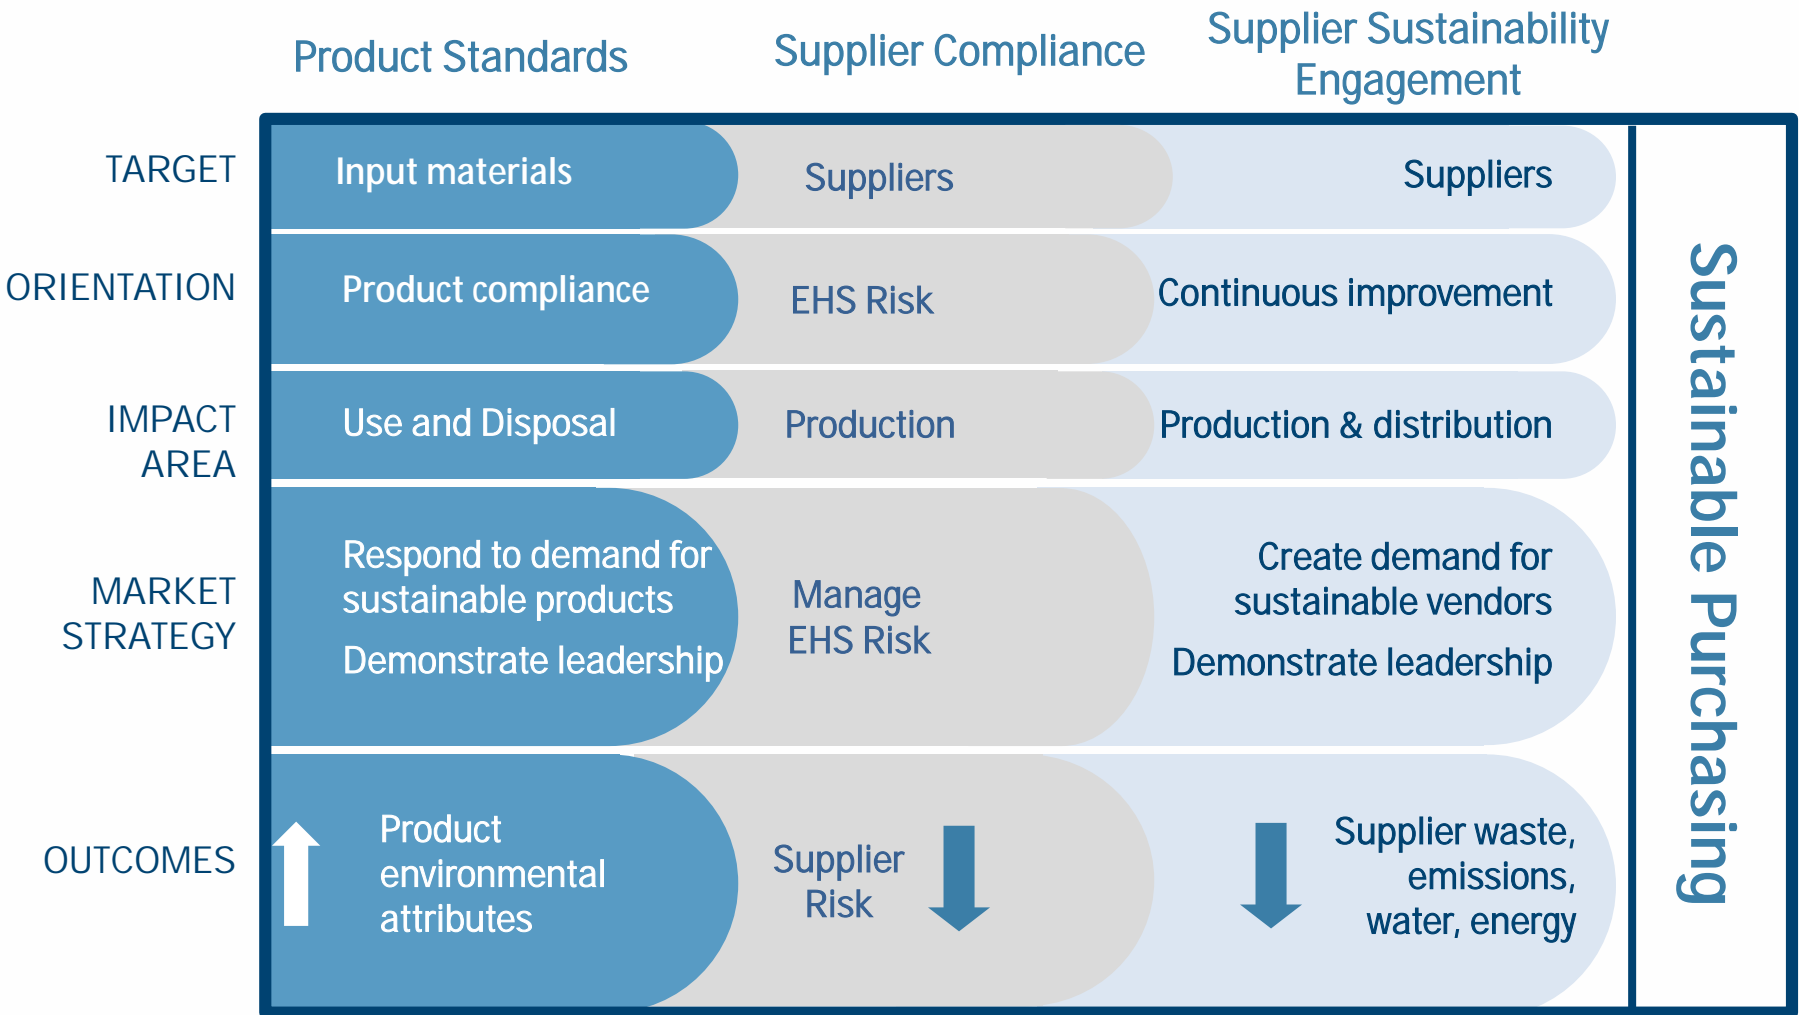 Product Standards
Supplier Compliance
Supplier Sustainability
Engagement
TARGET
Input materials
Suppliers
Suppliers
ORIENTATION
Product compliance
EHS Risk
Continuous improvement
IMPACT
AREA
Use and Disposal
Production
Production & distribution
MARKET
STRATEGY
Respond to demand for
sustainable products
Demonstrate leadership
Manage
EHS Risk
Create demand for
sustainable vendors
Demonstrate leadership
OUTCOMES
Product
environmental
attributes
Supplier
Risk
Supplier waste,
emissions,
water, energy
Sustainable Purchasing